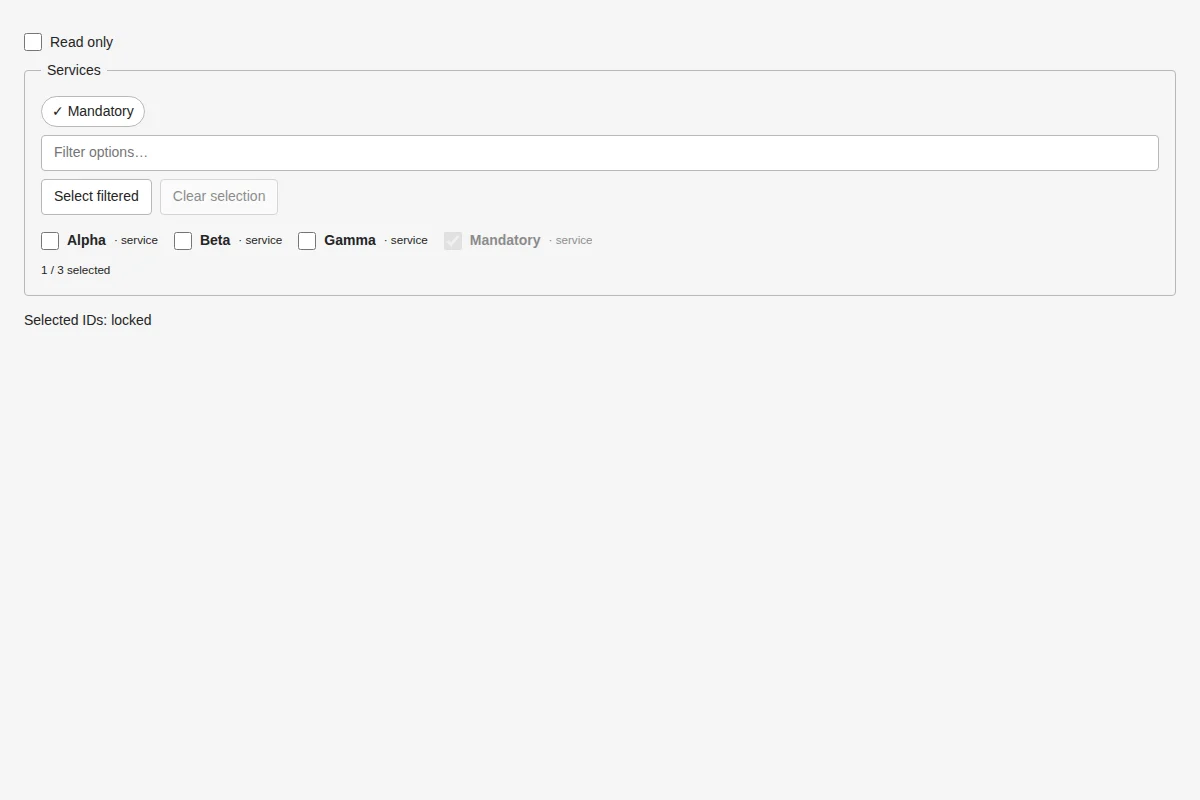 Read only
Services
✓ Mandatory
Filter options…
Select filtered Clear selection
Alpha · service Beta · service Gamma · service Mandatory · service
1 / 3 selected
Selected IDs: locked